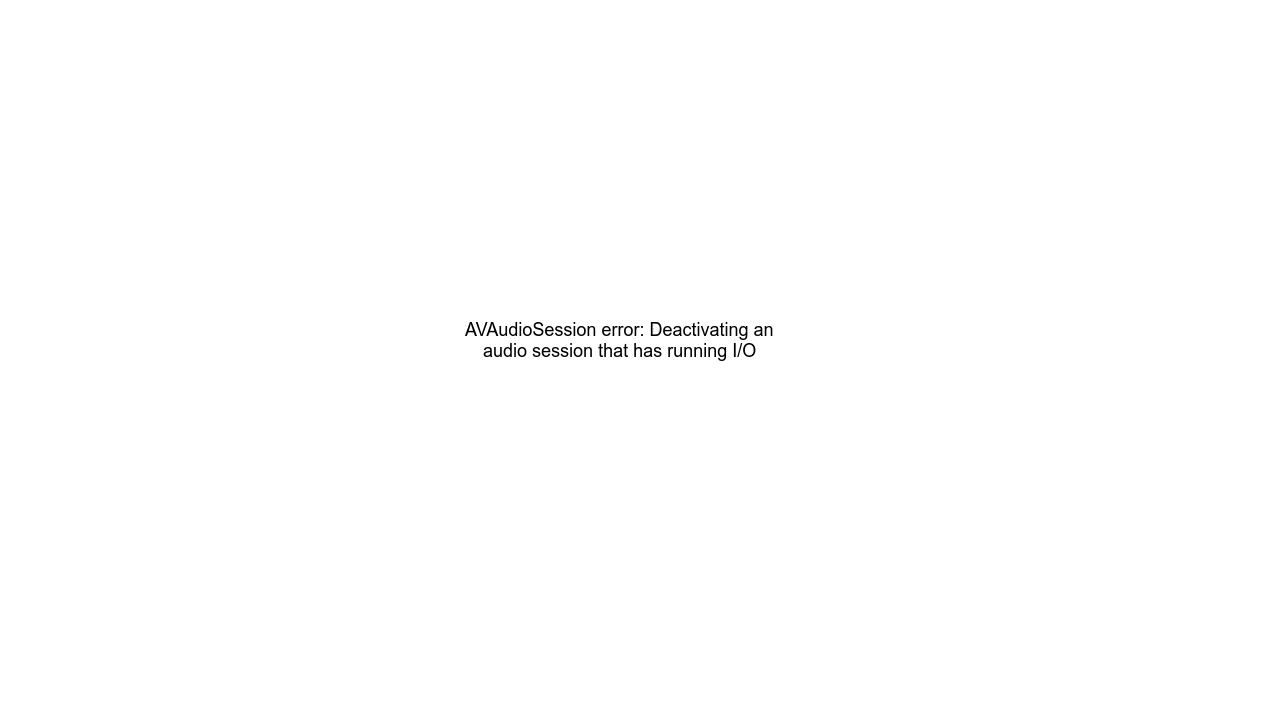 AVAudioSession error: Deactivating an
audio session that has running I/O